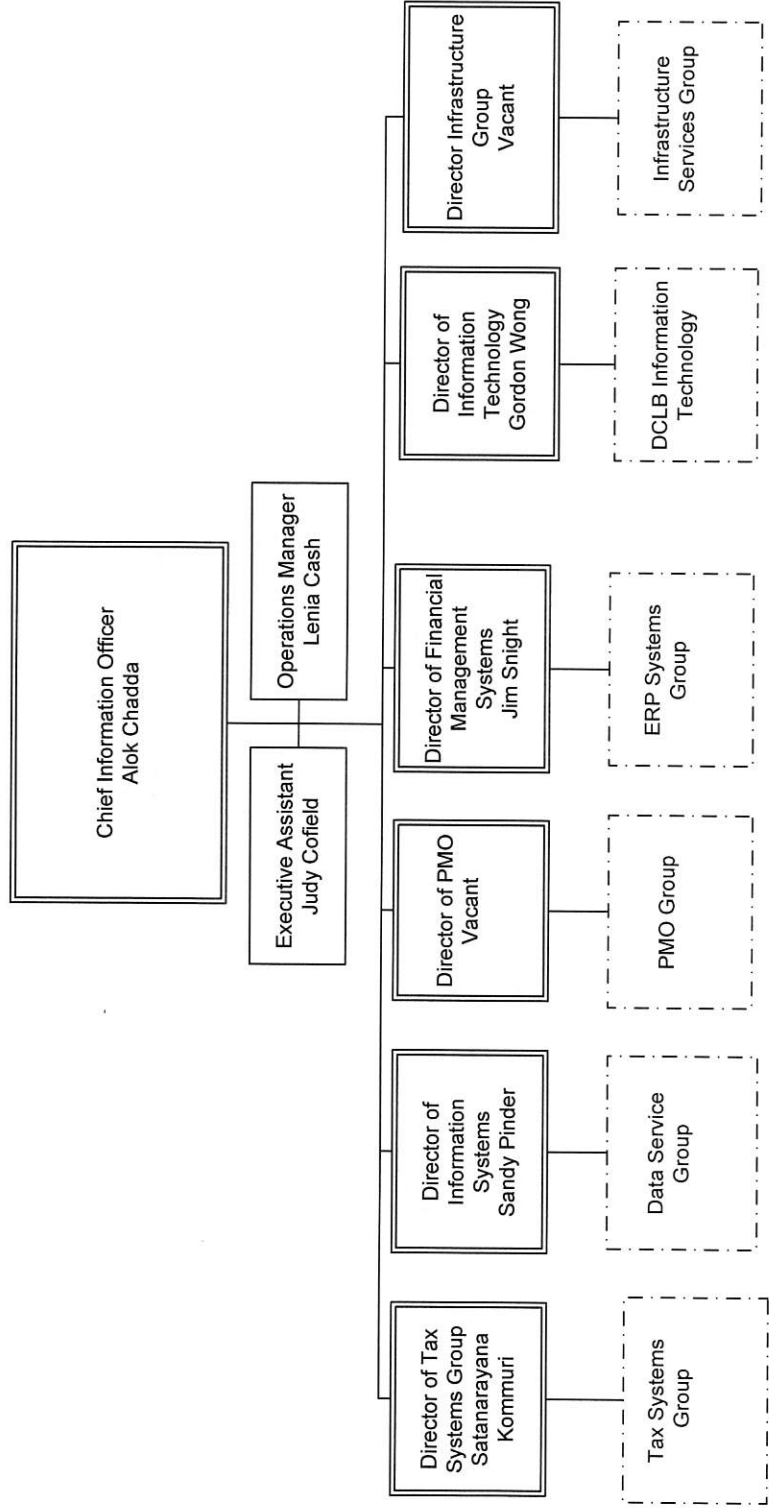 Chief Information Officer
Alok Chadda
Executive Assistant
Judy Cofield
Operations Manager
Lenia Cash
Director of Tax
Systems Group
Satanarayana
Kommuri
Director of
Information
Systems
Sandy Pinder
Director of PMO
Vacant
Director of Financial
Management
Systems
Jim Snight
Director of
Information
Technology
Gordon Wong
Director Infrastructure
Group
Vacant
Tax Systems
Group
Data Service
Group
PMO Group
ERP Systems
Group
DCLB Information
Technology
Infrastructure
Services Group